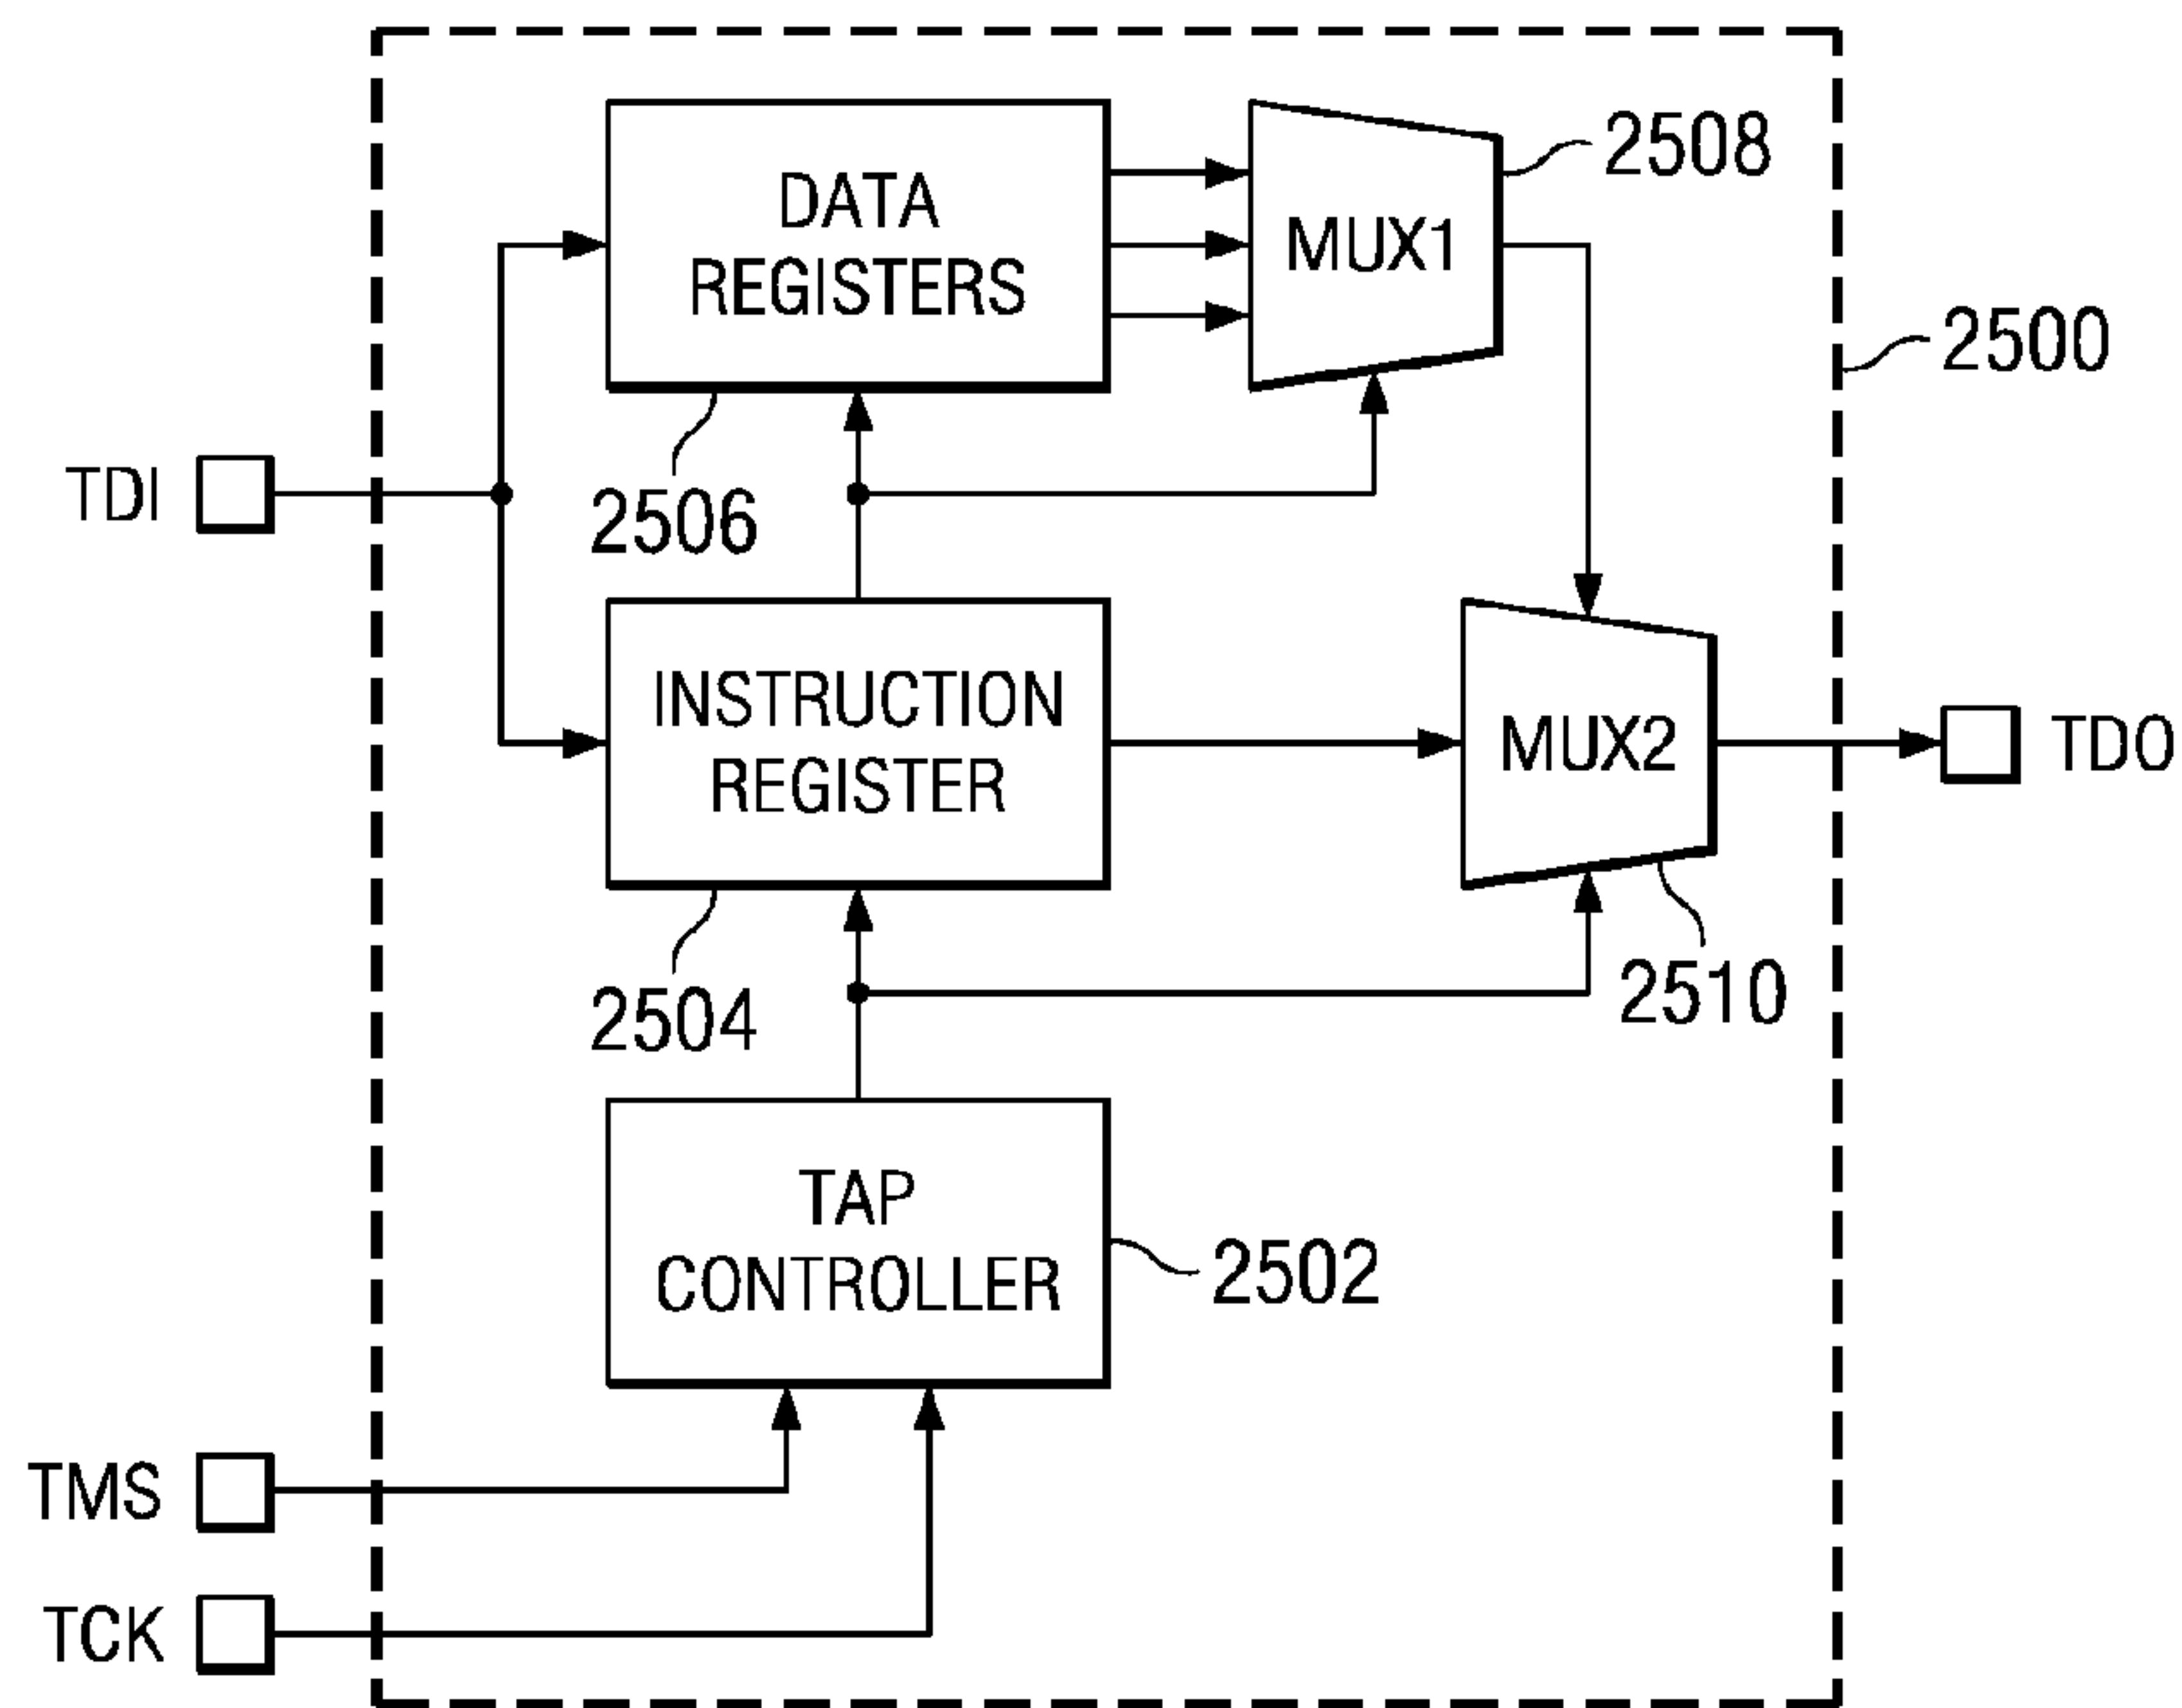 DATA
REGISTERS
MUX1
2508
2500
TDI
2506
INSTRUCTION
REGISTER
MUX2
TDO
2504
2510
TAP
CONTROLLER
2502
TMS
TCK